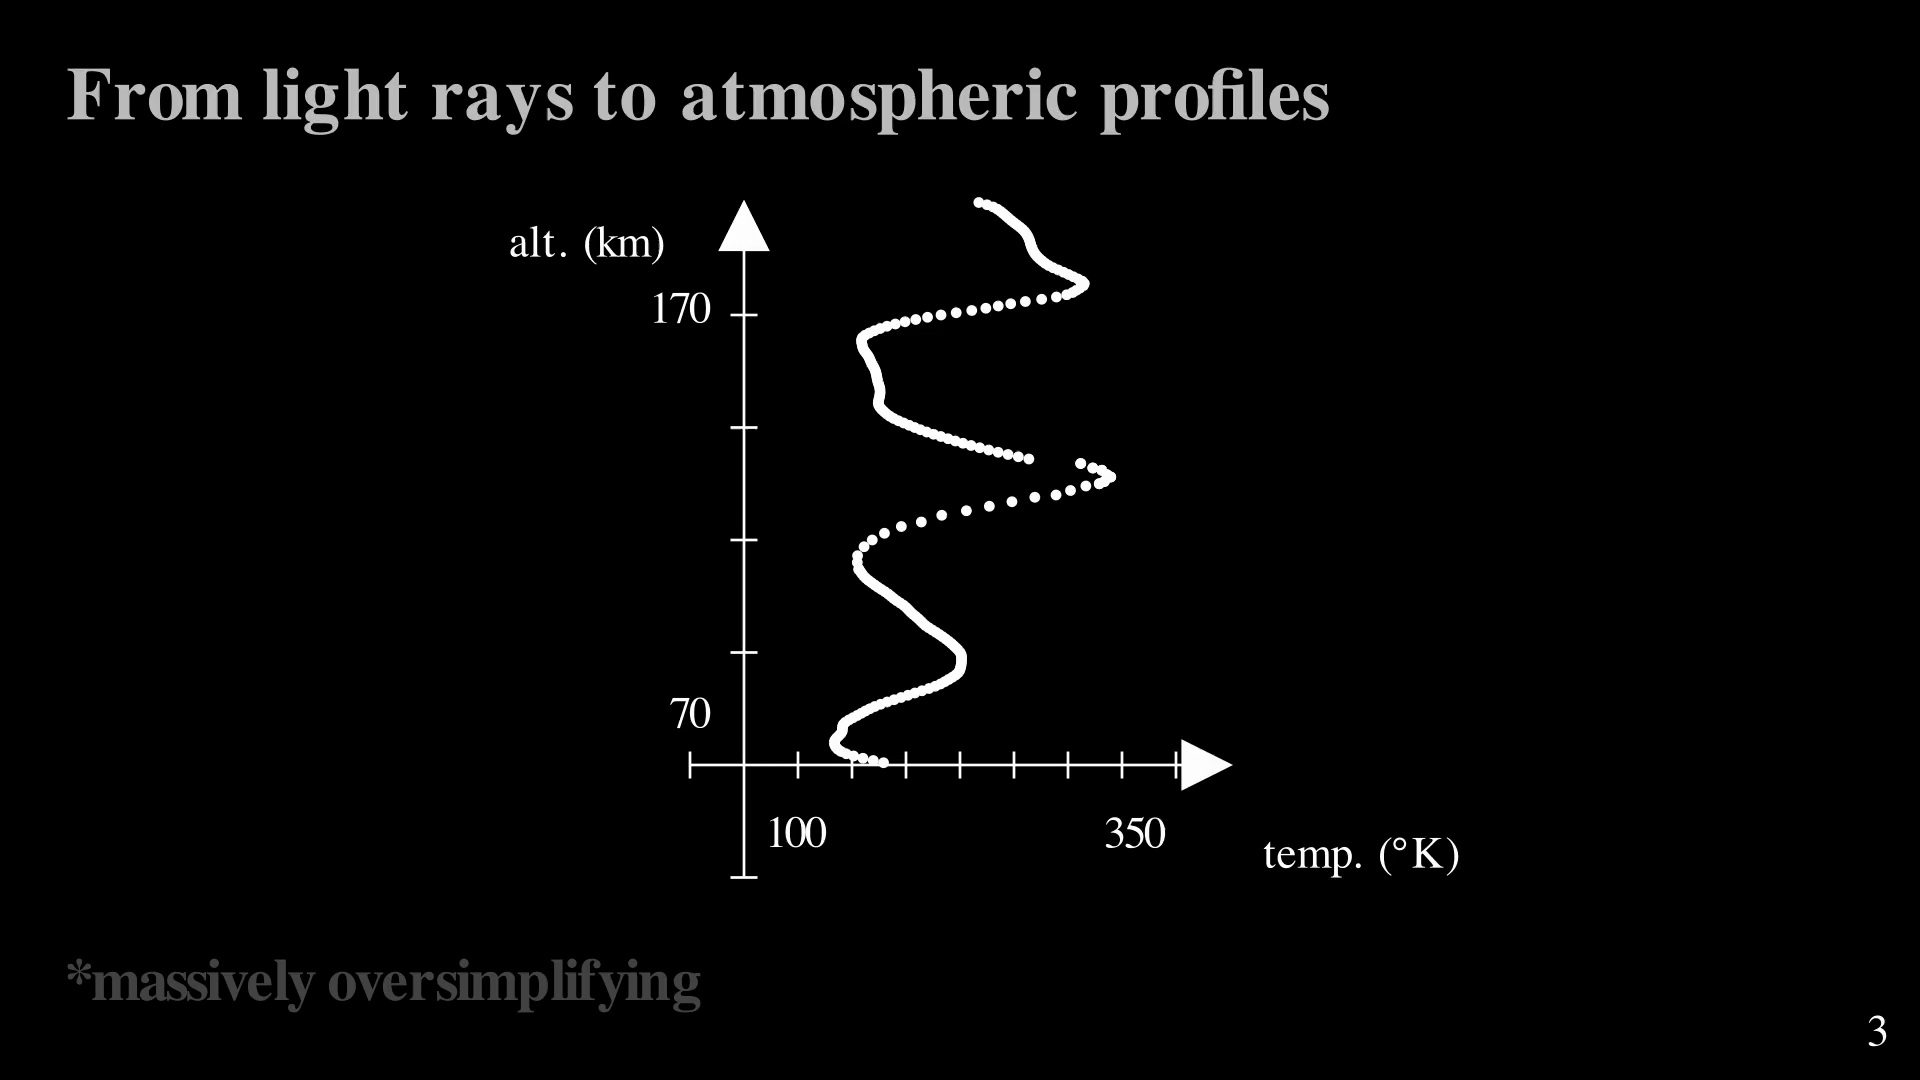 From light rays to atmospheric profiles
alt. (km)
170
70
100
350
temp. (°K)
*massively oversimplifying
3